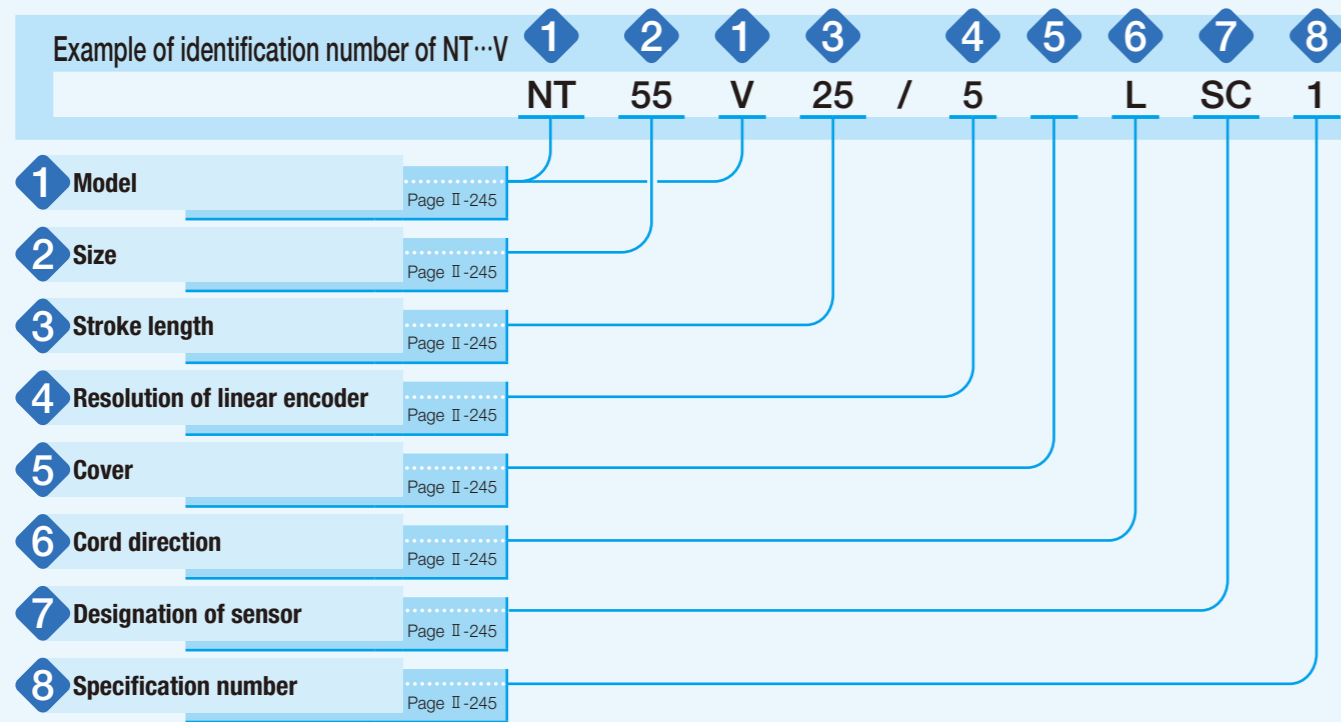 Example of identification number of NT···V 1 2 1 3 4 5 6 7 8
NT 55 V 25 / 5 L SC 1
1 Model Page Ⅱ-245
2 Size Page Ⅱ-245
3 Stroke length Page Ⅱ-245
4 Resolution of linear encoder Page Ⅱ-245
5 Cover Page Ⅱ-245
6 Cord direction Page Ⅱ-245
7 Designation of sensor Page Ⅱ-245
8 Specification number Page Ⅱ-245